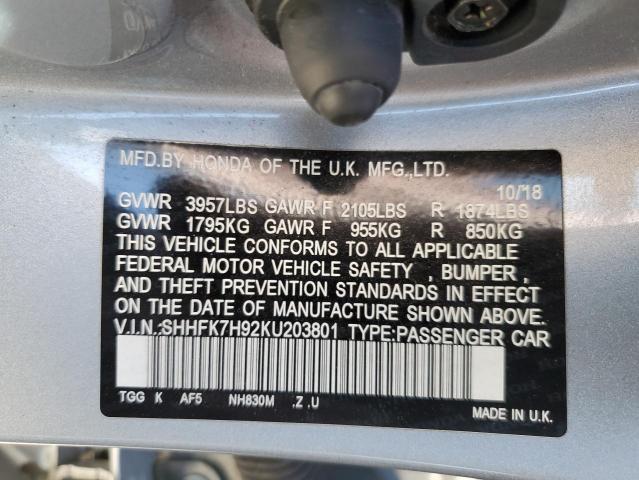 MFD.BY HONDA OF THE U.K. MFG.,LTD.
10/18
GVWR 3957LBS GAWR F 2105LBS R 1874LBS
GVWR 1795KG GAWR F 955KG R 850KG
THIS VEHICLE CONFORMS TO ALL APPLICABLE
FEDERAL MOTOR VEHICLE SAFETY , BUMPER ,
AND THEFT PREVENTION STANDARDS IN EFFECT
ON THE DATE OF MANUFACTURE SHOWN ABOVE.
V.I.N.:SHHFK7H92KU203801 TYPE:PASSENGER CAR
TGG K AF5 NH830M .Z .U
MADE IN U.K.